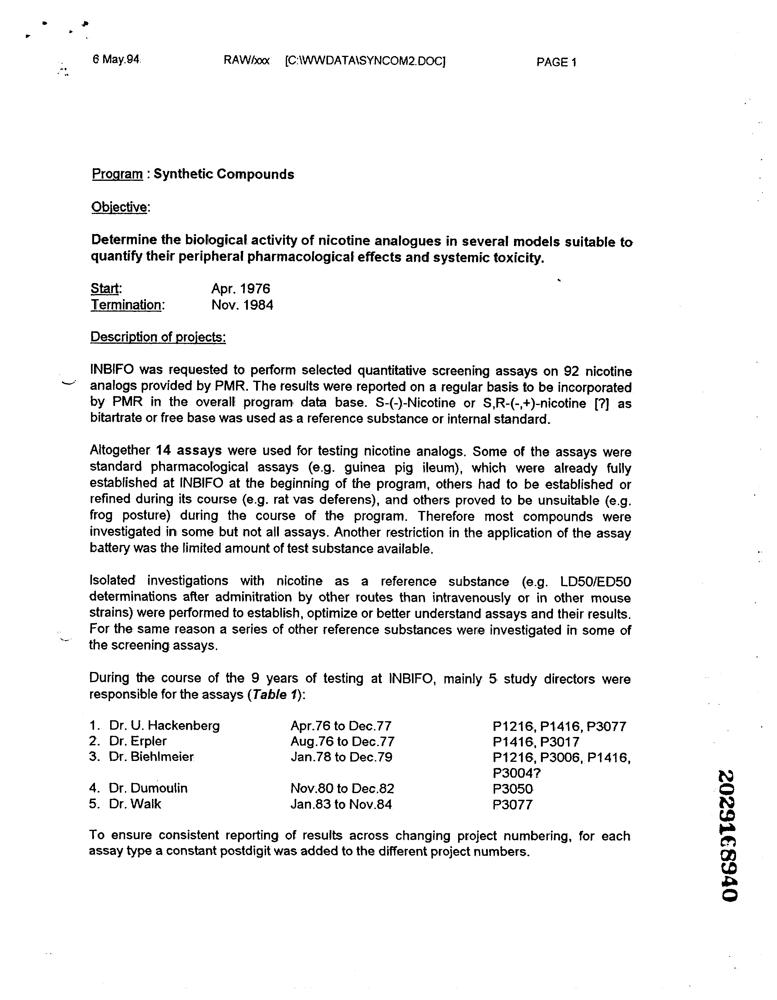 6 May.94 RAW/xxx [C:\WWDATA\SYNCOM2.DOC] PAGE 1
Program : Synthetic Compounds
Objective:
Determine the biological activity of nicotine analogues in several models suitable to
quantify their peripheral pharmacological effects and systemic toxicity.
Start: Apr. 1976
Termination: Nov. 1984
Description of projects:
INBIFO was requested to perform selected quantitative screening assays on 92 nicotine
analogs provided by PMR. The results were reported on a regular basis to be incorporated
by PMR in the overall program data base. S-(-)-Nicotine or S,R-(-,+)-nicotine [?] as
bitartrate or free base was used as a reference substance or internal standard.
Altogether 14 assays were used for testing nicotine analogs. Some of the assays were
standard pharmacological assays (e.g. guinea pig ileum), which were already fully
established at INBIFO at the beginning of the program, others had to be established or
refined during its course (e.g. rat vas deferens), and others proved to be unsuitable (e.g.
frog posture) during the course of the program. Therefore most compounds were
investigated in some but not all assays. Another restriction in the application of the assay
battery was the limited amount of test substance available.
Isolated investigations with nicotine as a reference substance (e.g. LD50/ED50
determinations after adminitration by other routes than intravenously or in other mouse
strains) were performed to establish, optimize or better understand assays and their results.
For the same reason a series of other reference substances were investigated in some of
the screening assays.
During the course of the 9 years of testing at INBIFO, mainly 5 study directors were
responsible for the assays (Table 1):
1. Dr. U. Hackenberg Apr.76 to Dec.77 P1216, P1416, P3077
2. Dr. Erpler Aug.76 to Dec.77 P1416, P3017
3. Dr. Biehlmeier Jan.78 to Dec.79 P1216, P3006, P1416,
P3004?
4. Dr. Dumoulin Nov.80 to Dec.82 P3050
5. Dr. Walk Jan.83 to Nov.84 P3077
To ensure consistent reporting of results across changing project numbering, for each
assay type a constant postdigit was added to the different project numbers.
2029168940